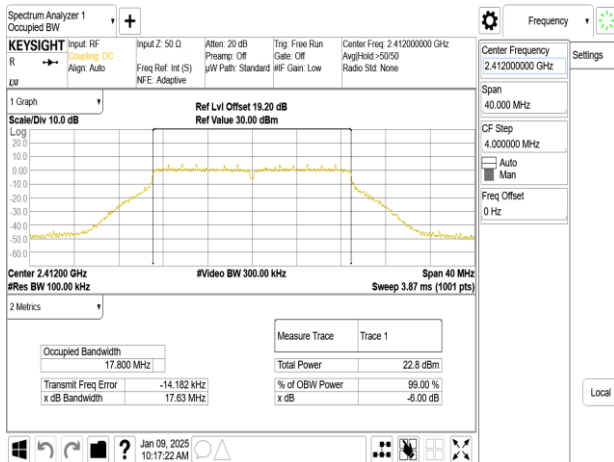 Spectrum Analyzer 1
Occupied BW
Frequency
KEYSIGHT
R
LXI
Input: RF
Coupling: DC
Align: Auto
Input Z: 50 Ω
Freq Ref: Int (S)
NFE: Adaptive
Atten: 20 dB
Preamp: Off
µW Path: Standard
Trig: Free Run
Gate: Off
#IF Gain: Low
Center Freq: 2.412000000 GHz
Avg|Hold:>50/50
Radio Std: None
Center Frequency
2.412000000 GHz
Settings
Span
40.000 MHz
CF Step
4.000000 MHz
Auto
Man
Freq Offset
0 Hz
Local
1 Graph
Scale/Div 10.0 dB
Ref Lvl Offset 19.20 dB
Ref Value 30.00 dBm
Log
20.0
10.0
0.00
-10.0
-20.0
-30.0
-40.0
-50.0
-60.0
Center 2.41200 GHz
#Res BW 100.00 kHz
#Video BW 300.00 kHz
Span 40 MHz
Sweep 3.87 ms (1001 pts)
2 Metrics
Occupied Bandwidth
17.800 MHz
Transmit Freq Error -14.182 kHz
x dB Bandwidth 17.63 MHz
Measure Trace Trace 1
Total Power 22.8 dBm
% of OBW Power 99.00 %
x dB -6.00 dB
?
Jan 09, 2025
10:17:22 AM